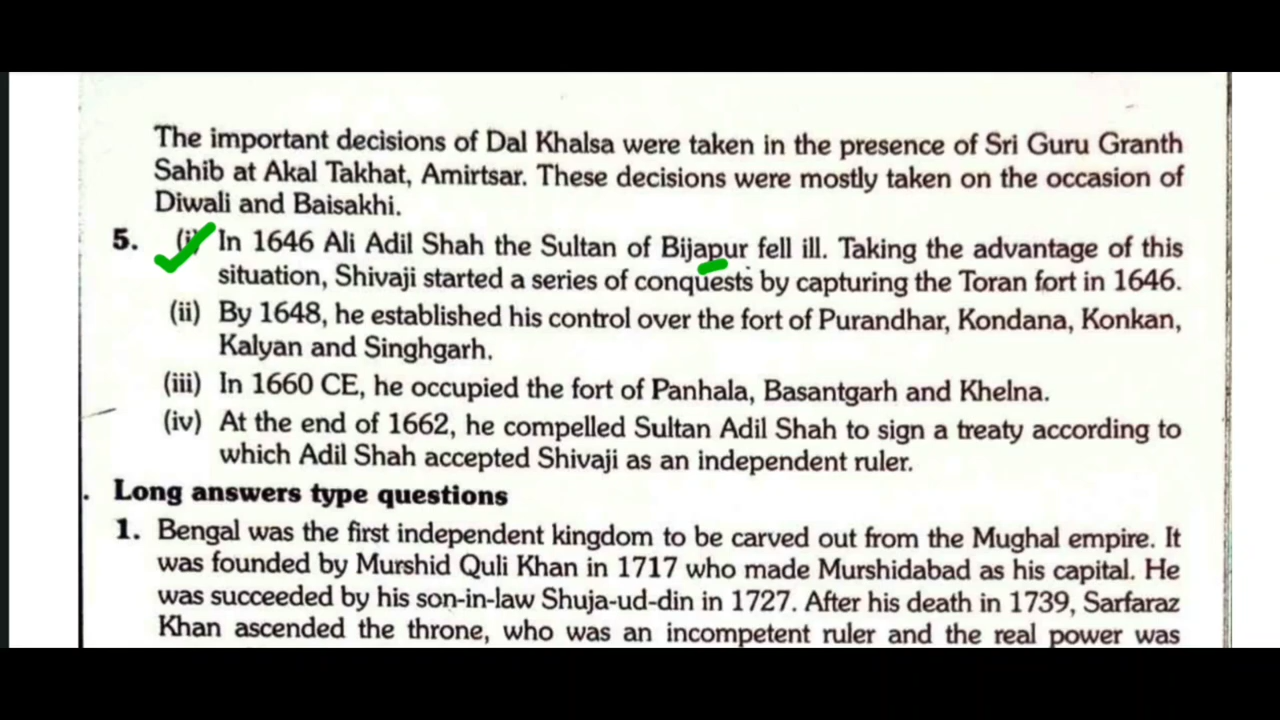 The important decisions of Dal Khalsa were taken in the presence of Sri Guru Granth
Sahib at Akal Takhat, Amirtsar. These decisions were mostly taken on the occasion of
Diwali and Baisakhi.
5. (i) In 1646 Ali Adil Shah the Sultan of Bijapur fell ill. Taking the advantage of this
situation, Shivaji started a series of conquests by capturing the Toran fort in 1646.
(ii) By 1648, he established his control over the fort of Purandhar, Kondana, Konkan,
Kalyan and Singhgarh.
(iii) In 1660 CE, he occupied the fort of Panhala, Basantgarh and Khelna.
(iv) At the end of 1662, he compelled Sultan Adil Shah to sign a treaty according to
which Adil Shah accepted Shivaji as an independent ruler.
. Long answers type questions
1. Bengal was the first independent kingdom to be carved out from the Mughal empire. It
was founded by Murshid Quli Khan in 1717 who made Murshidabad as his capital. He
was succeeded by his son-in-law Shuja-ud-din in 1727. After his death in 1739, Sarfaraz
Khan ascended the throne, who was an incompetent ruler and the real power was